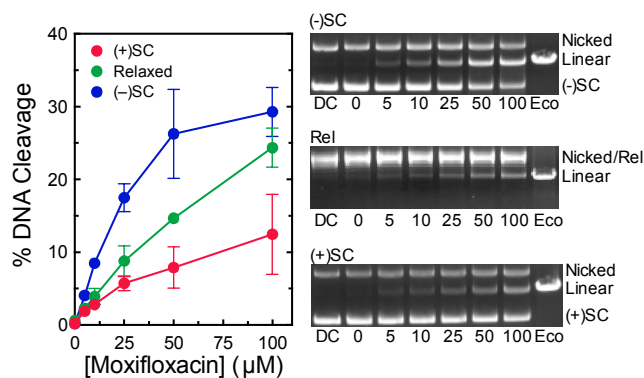 % DNA Cleavage
40
30
20
10
0
(+)SC
Relaxed
(−)SC
0 25 50 75 100
[Moxifloxacin] (µM)
(-)SC
Nicked
Linear
(-)SC
DC 0 5 10 25 50 100 Eco
Rel
Nicked/Rel
Linear
DC 0 5 10 25 50 100 Eco
(+)SC
Nicked
Linear
(+)SC
DC 0 5 10 25 50 100 Eco